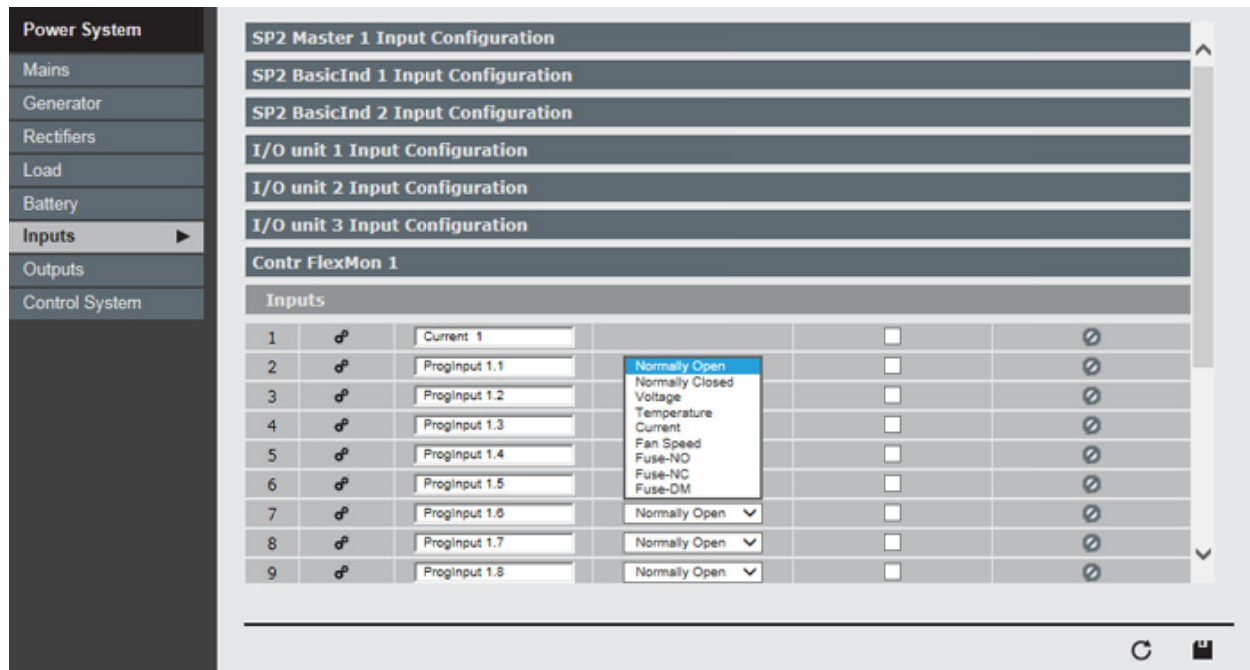 Power System
Mains
Generator
Rectifiers
Load
Battery
Inputs
Outputs
Control System
SP2 Master 1 Input Configuration
SP2 BasicInd 1 Input Configuration
SP2 BasicInd 2 Input Configuration
I/O unit 1 Input Configuration
I/O unit 2 Input Configuration
I/O unit 3 Input Configuration
Contr FlexMon 1
Inputs
1 Current 1
2 ProgInput 1.1
3 ProgInput 1.2
4 ProgInput 1.3
5 ProgInput 1.4
6 ProgInput 1.5
Normally Open
Normally Closed
Voltage
Temperature
Current
Fan Speed
Fuse-NO
Fuse-NC
Fuse-DM
7 ProgInput 1.6 Normally Open
8 ProgInput 1.7 Normally Open
9 ProgInput 1.8 Normally Open